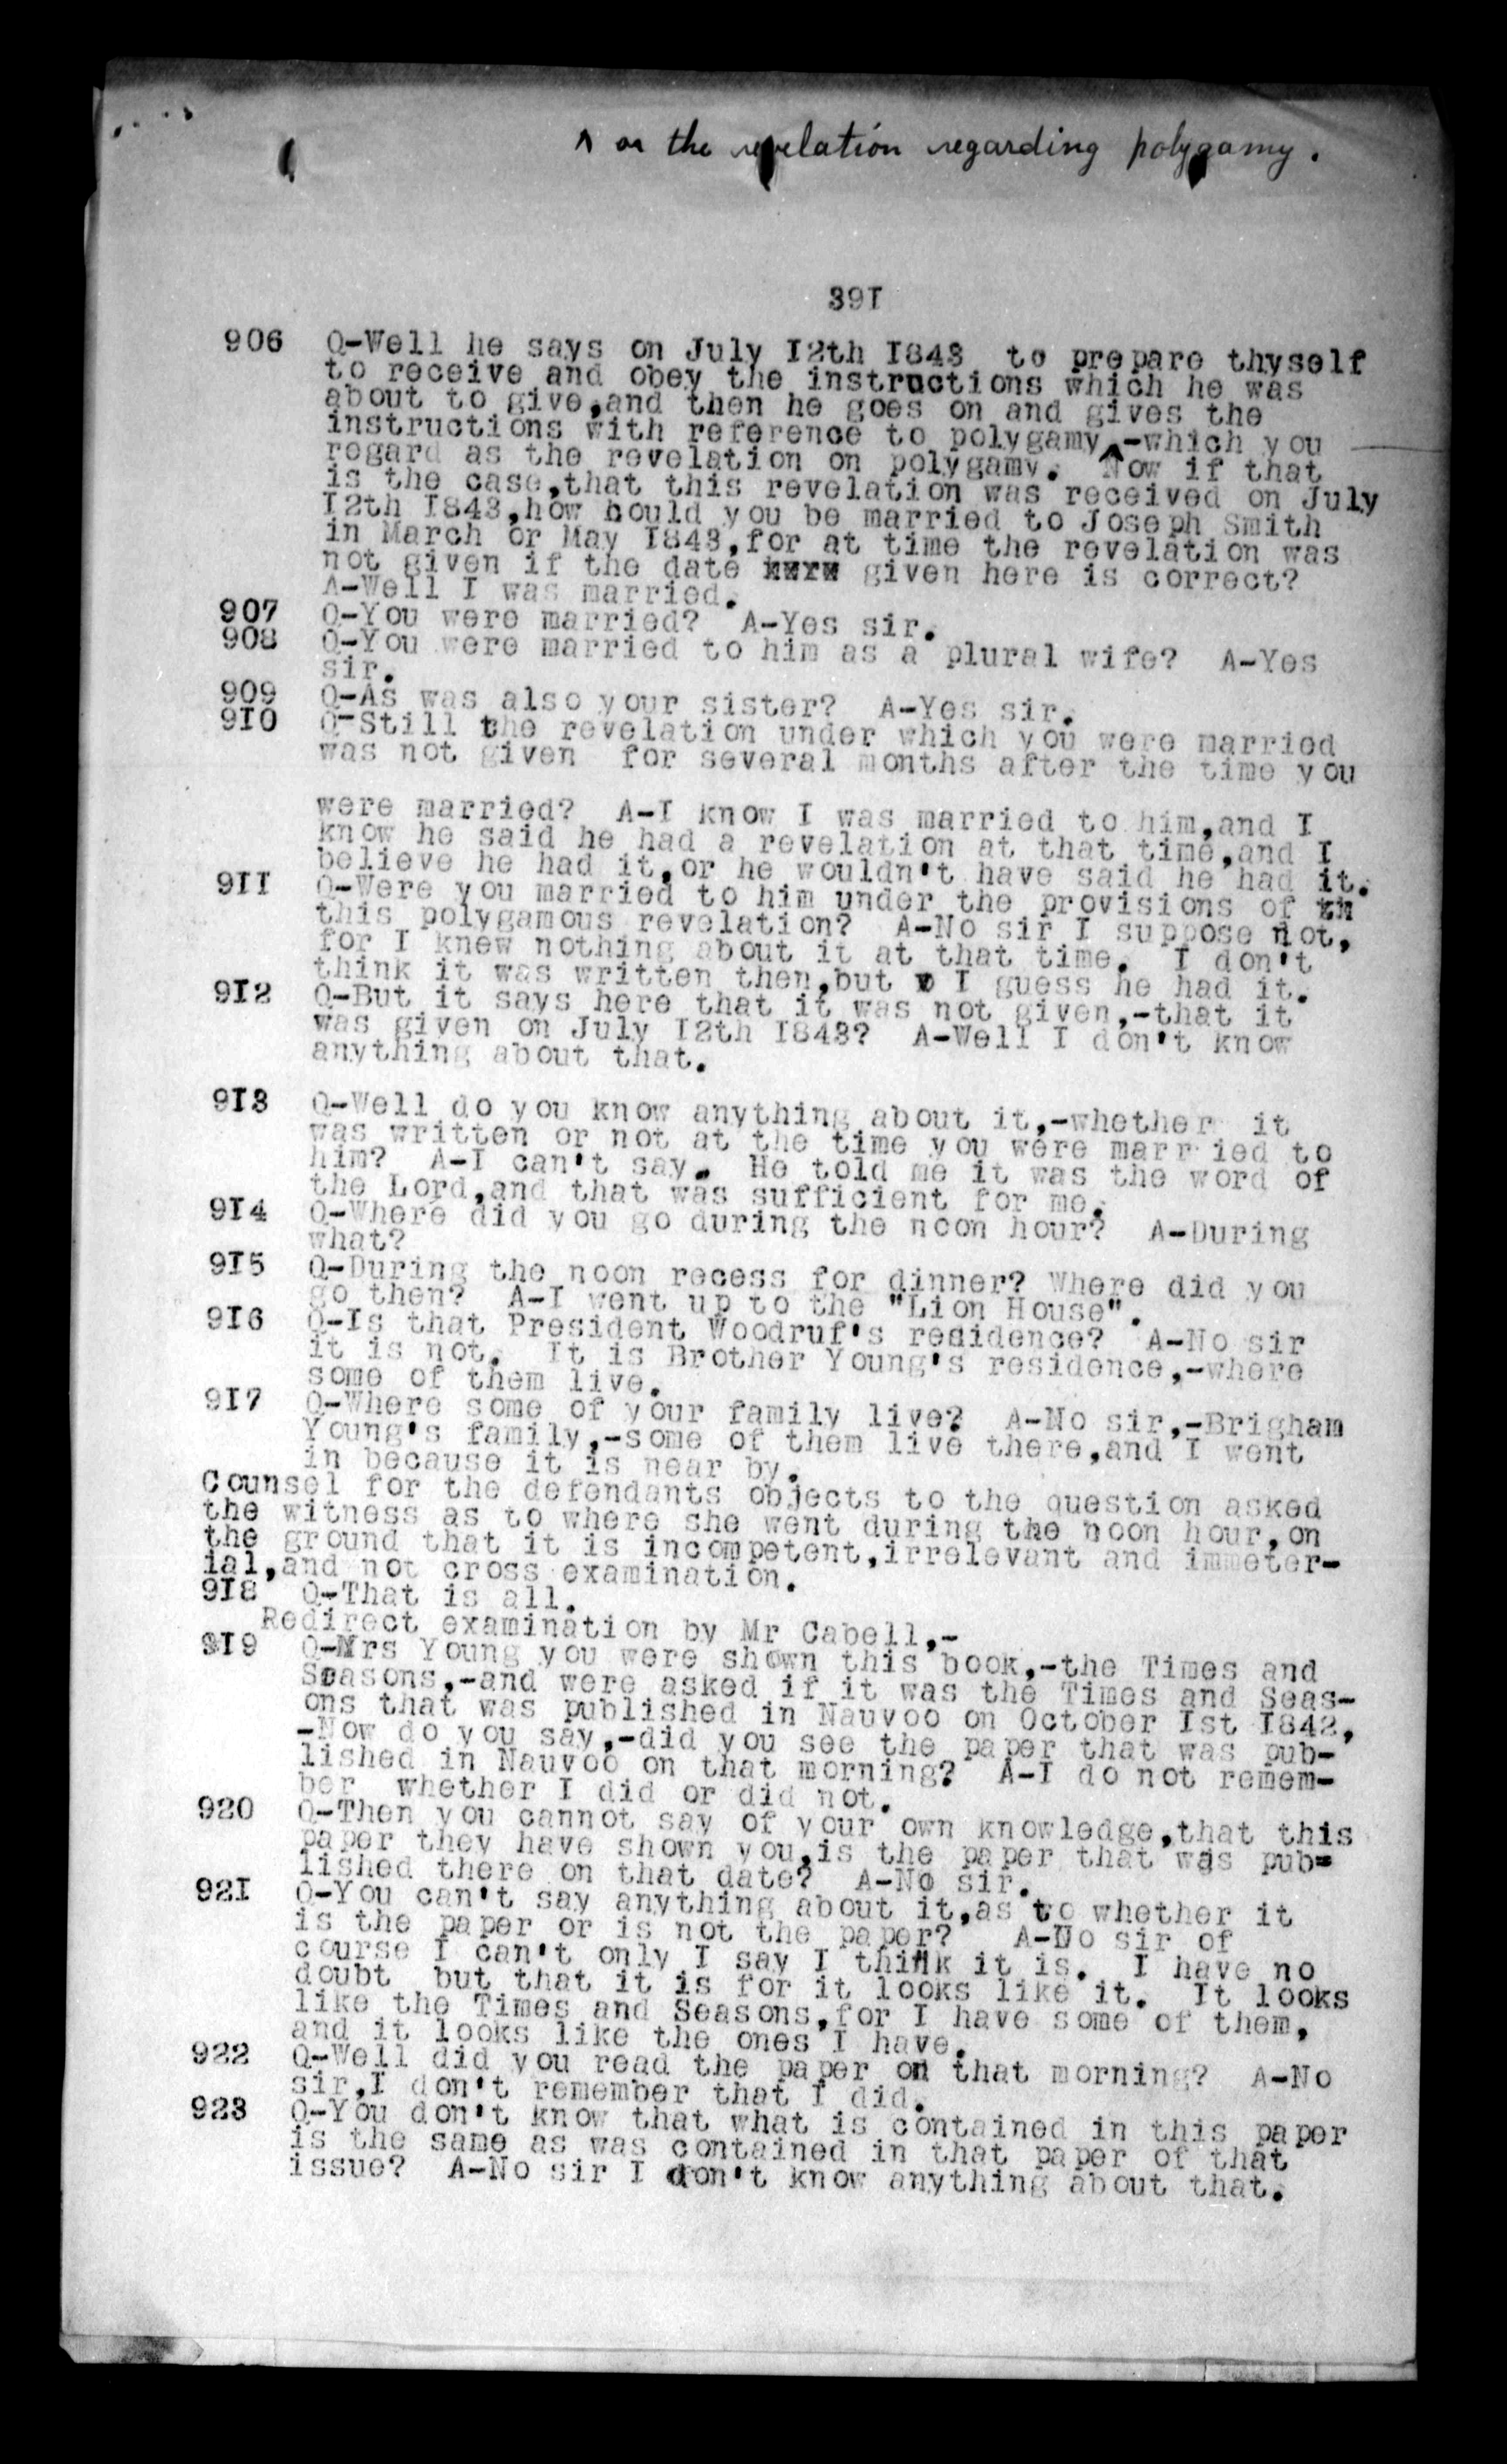 ^ or the revelation regarding polygamy.
39I
906 Q-Well he says on July I2th I843 to prepare thyself
to receive and obey the instructions which he was
about to give,and then he goes on and gives the
instructions with reference to polygamy^,-which you
regard as the revelation on polygamy. Now if that
is the case,that this revelation was received on July
I2th I843,how bould you be married to Joseph Smith
in March or May I843,for at time the revelation was
not given if the date given here is correct?
A-Well I was married.
907 Q-You were married? A-Yes sir.
908 Q-You were married to him as a plural wife? A-Yes
sir.
909 Q-As was also your sister? A-Yes sir.
9I0 Q-Still the revelation under which you were married
was not given for several months after the time you
were married? A-I know I was married to him,and I
know he said he had a revelation at that time,and I
believe he had it,or he wouldn't have said he had it.
9II Q-Were you married to him under the provisions of
this polygamous revelation? A-No sir I suppose not,
for I knew nothing about it at that time. I don't
think it was written then,but I guess he had it.
9I2 Q-But it says here that it was not given,-that it
was given on July I2th I843? A-Well I don't know
anything about that.
9I3 Q-Well do you know anything about it,-whether it
was written or not at the time you were marr ied to
him? A-I can't say. He told me it was the word of
the Lord,and that was sufficient for me.
9I4 Q-Where did you go during the noon hour? A-During
what?
9I5 Q-During the noon recess for dinner? Where did you
go then? A-I went up to the "Lion House".
9I6 Q-Is that President Woodruf's residence? A-No sir
it is not. It is Brother Young's residence,-where
some of them live.
9I7 Q-Where some of your family live? A-No sir,-Brigham
Young's family,-some of them live there,and I went
in because it is near by.
Counsel for the defendants objects to the question asked
the witness as to where she went during the noon hour,on
the ground that it is incompetent,irrelevant and immeter-
ial,and not cross examination.
9I8 Q-That is all.
Redirect examination by Mr Cabell,-
9I9 Q-Mrs Young you were shown this book,-the Times and
Seasons,-and were asked if it was the Times and Seas-
ons that was published in Nauvoo on October Ist I842,
-Now do you say,-did you see the paper that was pub-
lished in Nauvoo on that morning? A-I do not remem-
ber whether I did or did not.
920 Q-Then you cannot say of your own knowledge,that this
paper they have shown you,is the paper that was pub=
lished there on that date? A-No sir.
92I Q-You can't say anything about it,as to whether it
is the paper or is not the paper? A-No sir of
course I can't only I say I think it is. I have no
doubt but that it is for it looks like it. It looks
like the Times and Seasons,for I have some of them,
and it looks like the ones I have.
922 Q-Well did you read the paper on that morning? A-No
sir,I don't remember that I did.
923 Q-You don't know that what is contained in this paper
is the same as was contained in that paper of that
issue? A-No sir I don't know anything about that.